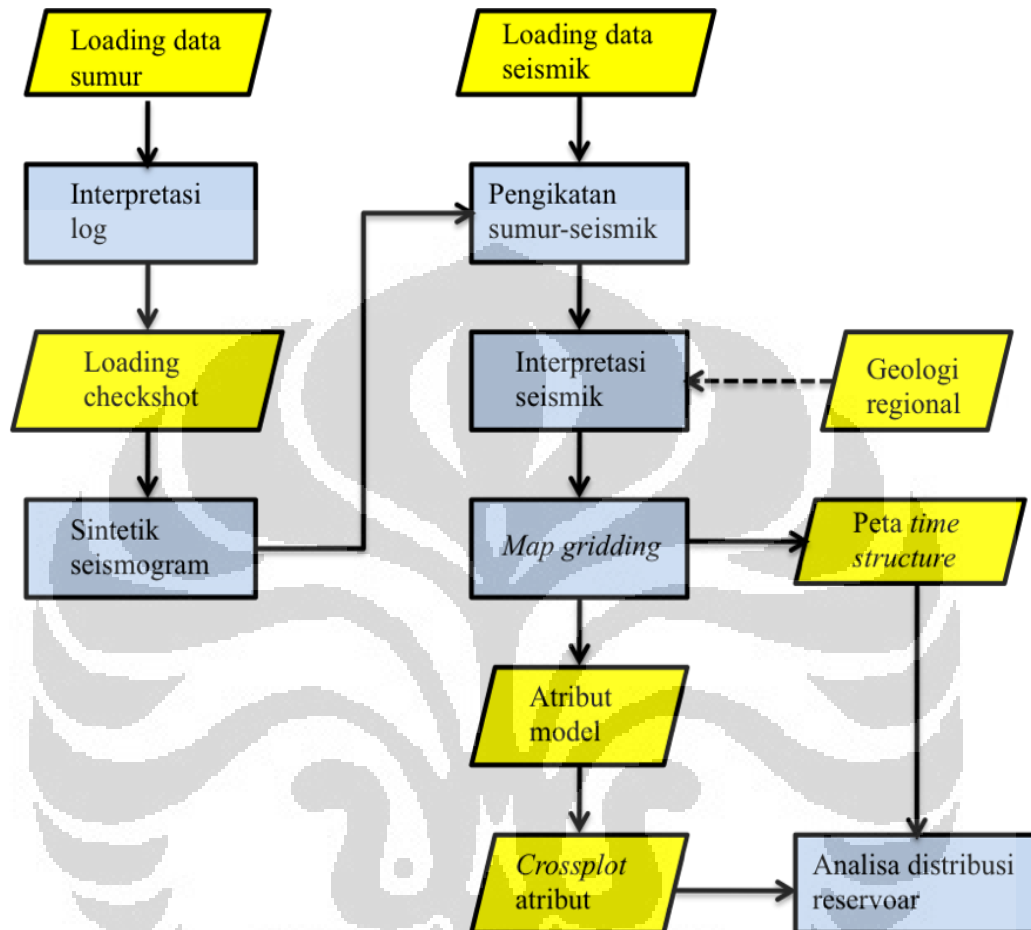 Loading data
sumur
Loading data
seismik
Interpretasi
log
Pengikatan
sumur-seismik
Loading
checkshot
Interpretasi
seismik
Geologi
regional
Sintetik
seismogram
Map gridding
Peta time
structure
Atribut
model
Crossplot
atribut
Analisa distribusi
reservoar